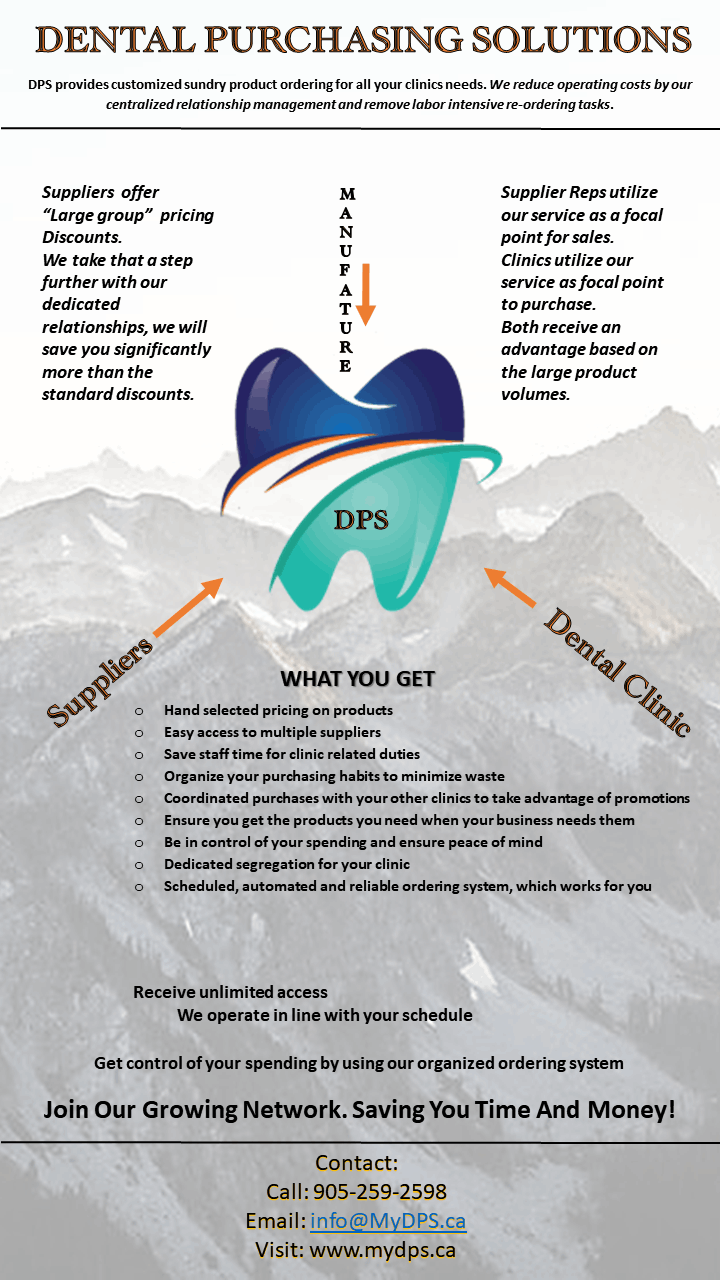 DENTAL PURCHASING SOLUTIONS
DPS provides customized sundry product ordering for all your clinics needs. We reduce operating costs by our
centralized relationship management and remove labor intensive re-ordering tasks.
Suppliers offer
“Large group” pricing
Discounts.
We take that a step
further with our
dedicated
relationships, we will
save you significantly
more than the
standard discounts.
MANUFATURE
Supplier Reps utilize
our service as a focal
point for sales.
Clinics utilize our
service as focal point
to purchase.
Both receive an
advantage based on
the large product
volumes.
DPS
Suppliers
Dental Clinic
WHAT YOU GET
o Hand selected pricing on products
o Easy access to multiple suppliers
o Save staff time for clinic related duties
o Organize your purchasing habits to minimize waste
o Coordinated purchases with your other clinics to take advantage of promotions
o Ensure you get the products you need when your business needs them
o Be in control of your spending and ensure peace of mind
o Dedicated segregation for your clinic
o Scheduled, automated and reliable ordering system, which works for you
Receive unlimited access
We operate in line with your schedule
Get control of your spending by using our organized ordering system
Join Our Growing Network. Saving You Time And Money!
Contact:
Call: 905-259-2598
Email: info@MyDPS.ca
Visit: www.mydps.ca